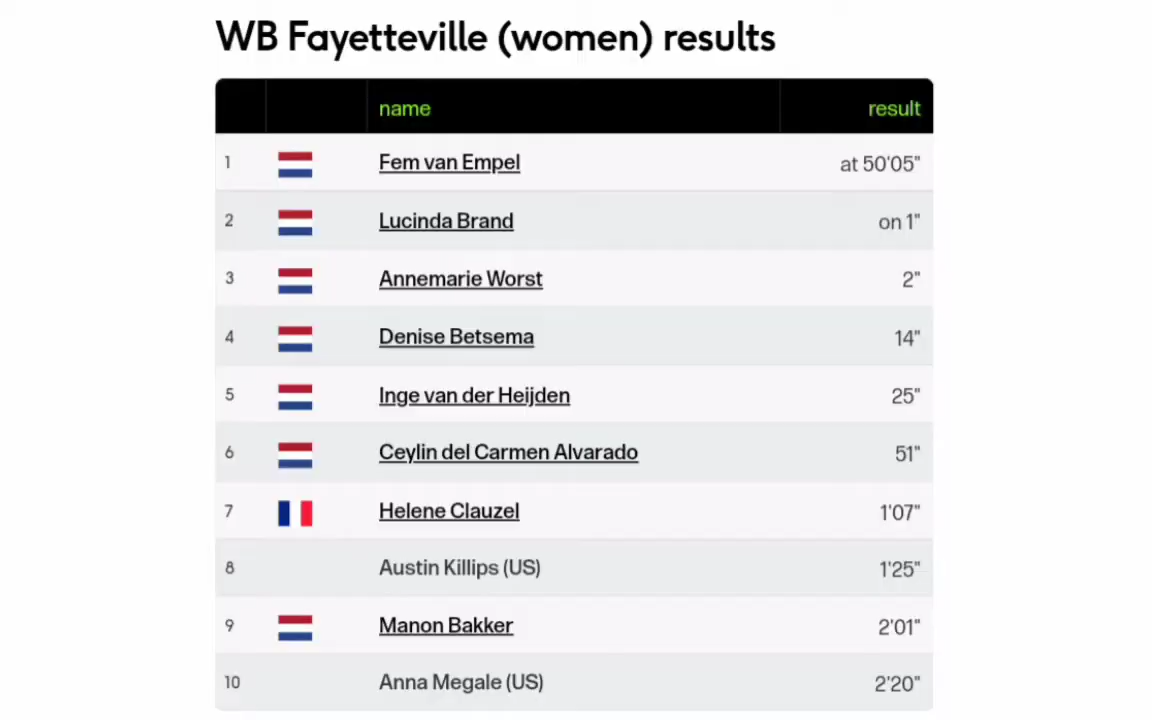 WB Fayetteville (women) results
name result
1 Fem van Empel at 50'05"
2 Lucinda Brand on 1"
3 Annemarie Worst 2"
4 Denise Betsema 14"
5 Inge van der Heijden 25"
6 Ceylin del Carmen Alvarado 51"
7 Helene Clauzel 1'07"
8 Austin Killips (US) 1'25"
9 Manon Bakker 2'01"
10 Anna Megale (US) 2'20"